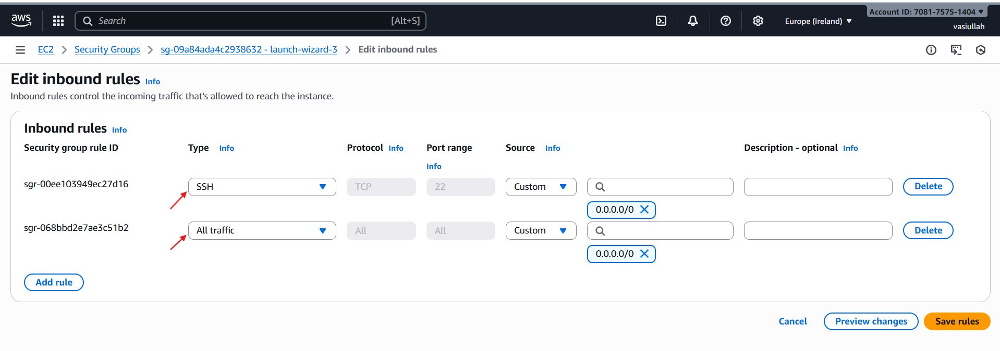 aws
Search [Alt+S]
Europe (Ireland)
Account ID: 7081-7575-1404
vasiullah
EC2 > Security Groups > sg-09a84ada4c2938632 - launch-wizard-3 > Edit inbound rules
Edit inbound rules Info
Inbound rules control the incoming traffic that's allowed to reach the instance.
Inbound rules Info
Security group rule ID Type Info Protocol Info Port range Info Source Info Description - optional Info
sgr-00ee103949ec27d16 SSH TCP 22 Custom Delete
0.0.0.0/0
sgr-068bbd2e7ae3c51b2 All traffic All All Custom Delete
0.0.0.0/0
Add rule
Cancel Preview changes Save rules